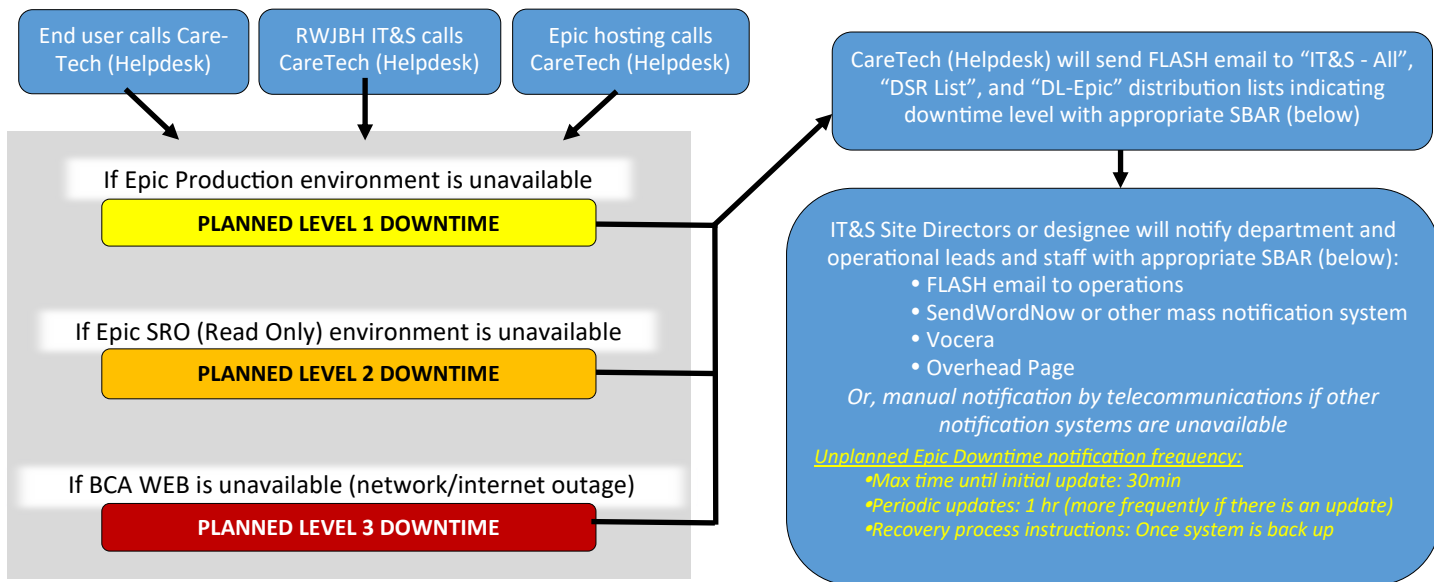 End user calls Care-
Tech (Helpdesk)
RWJBH IT&S calls
CareTech (Helpdesk)
Epic hosting calls
CareTech (Helpdesk)
If Epic Production environment is unavailable
PLANNED LEVEL 1 DOWNTIME
If Epic SRO (Read Only) environment is unavailable
PLANNED LEVEL 2 DOWNTIME
If BCA WEB is unavailable (network/internet outage)
PLANNED LEVEL 3 DOWNTIME
CareTech (Helpdesk) will send FLASH email to “IT&S - All”,
“DSR List”, and “DL-Epic” distribution lists indicating
downtime level with appropriate SBAR (below)
IT&S Site Directors or designee will notify department and
operational leads and staff with appropriate SBAR (below):
• FLASH email to operations
• SendWordNow or other mass notification system
• Vocera
• Overhead Page
Or, manual notification by telecommunications if other
notification systems are unavailable
Unplanned Epic Downtime notification frequency:
•Max time until initial update: 30min
•Periodic updates: 1 hr (more frequently if there is an update)
•Recovery process instructions: Once system is back up